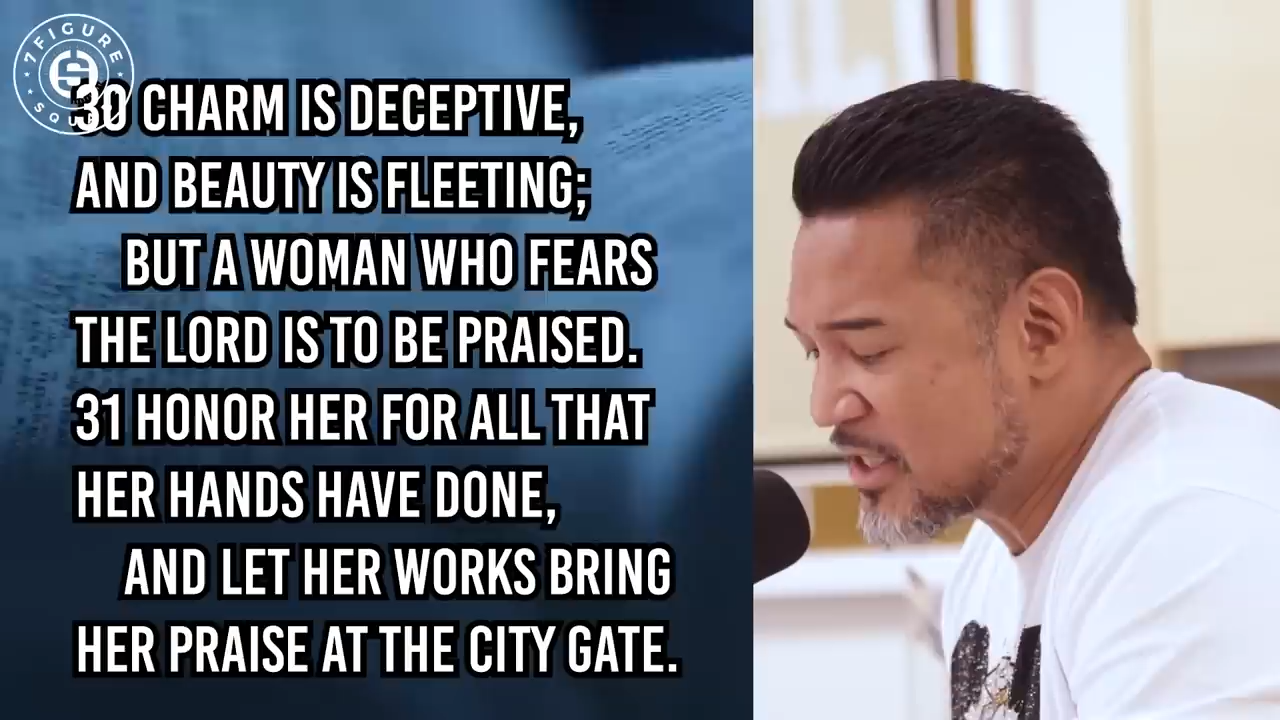 7FIGURE
SQUAD
30 CHARM IS DECEPTIVE,
AND BEAUTY IS FLEETING;
BUT A WOMAN WHO FEARS
THE LORD IS TO BE PRAISED.
31 HONOR HER FOR ALL THAT
HER HANDS HAVE DONE,
AND LET HER WORKS BRING
HER PRAISE AT THE CITY GATE.